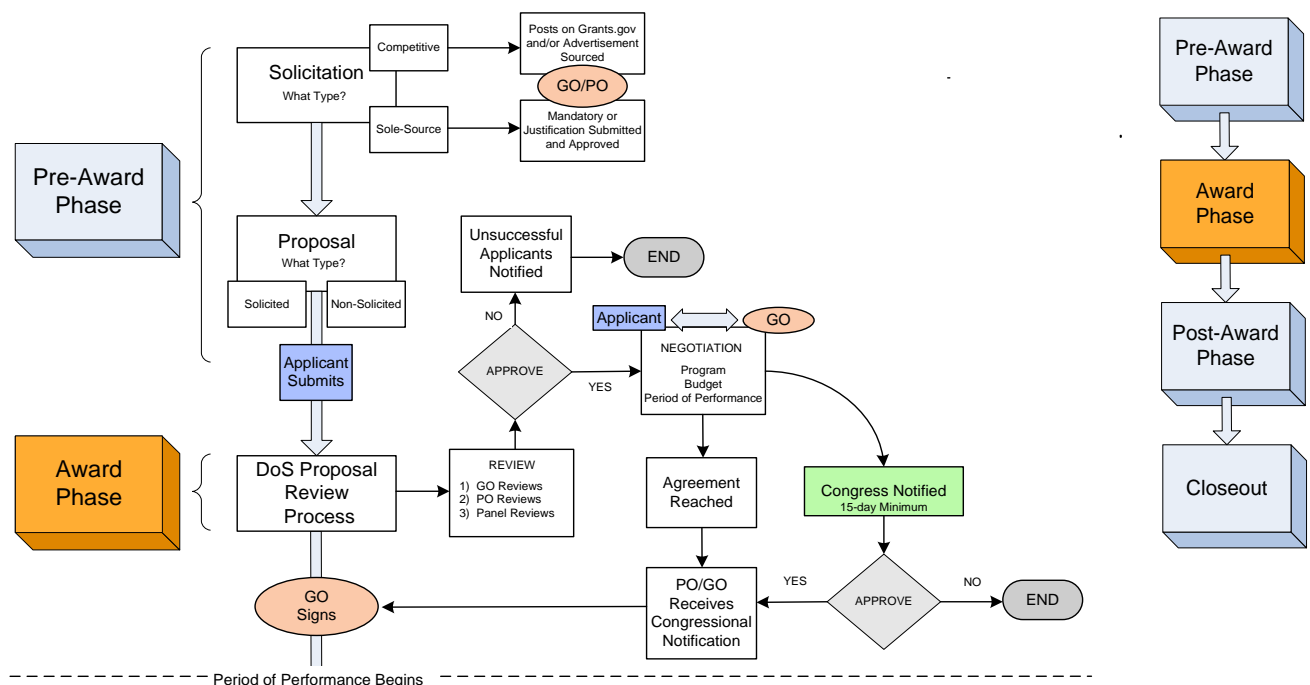 Pre-Award
Phase
Solicitation
What Type?
Competitive
Sole-Source
Posts on Grants.gov
and/or Advertisement
Sourced
GO/PO
Mandatory or
Justification Submitted
and Approved
Proposal
What Type?
Solicited
Non-Solicited
Applicant
Submits
Award
Phase
DoS Proposal
Review
Process
REVIEW
1) GO Reviews
2) PO Reviews
3) Panel Reviews
APPROVE
NO
YES
Unsuccessful
Applicants
Notified
END
Applicant
GO
NEGOTIATION
Program
Budget
Period of Performance
Agreement
Reached
Congress Notified
15-day Minimum
APPROVE
YES
NO
END
PO/GO
Receives
Congressional
Notification
GO
Signs
Period of Performance Begins
Pre-Award
Phase
Award
Phase
Post-Award
Phase
Closeout